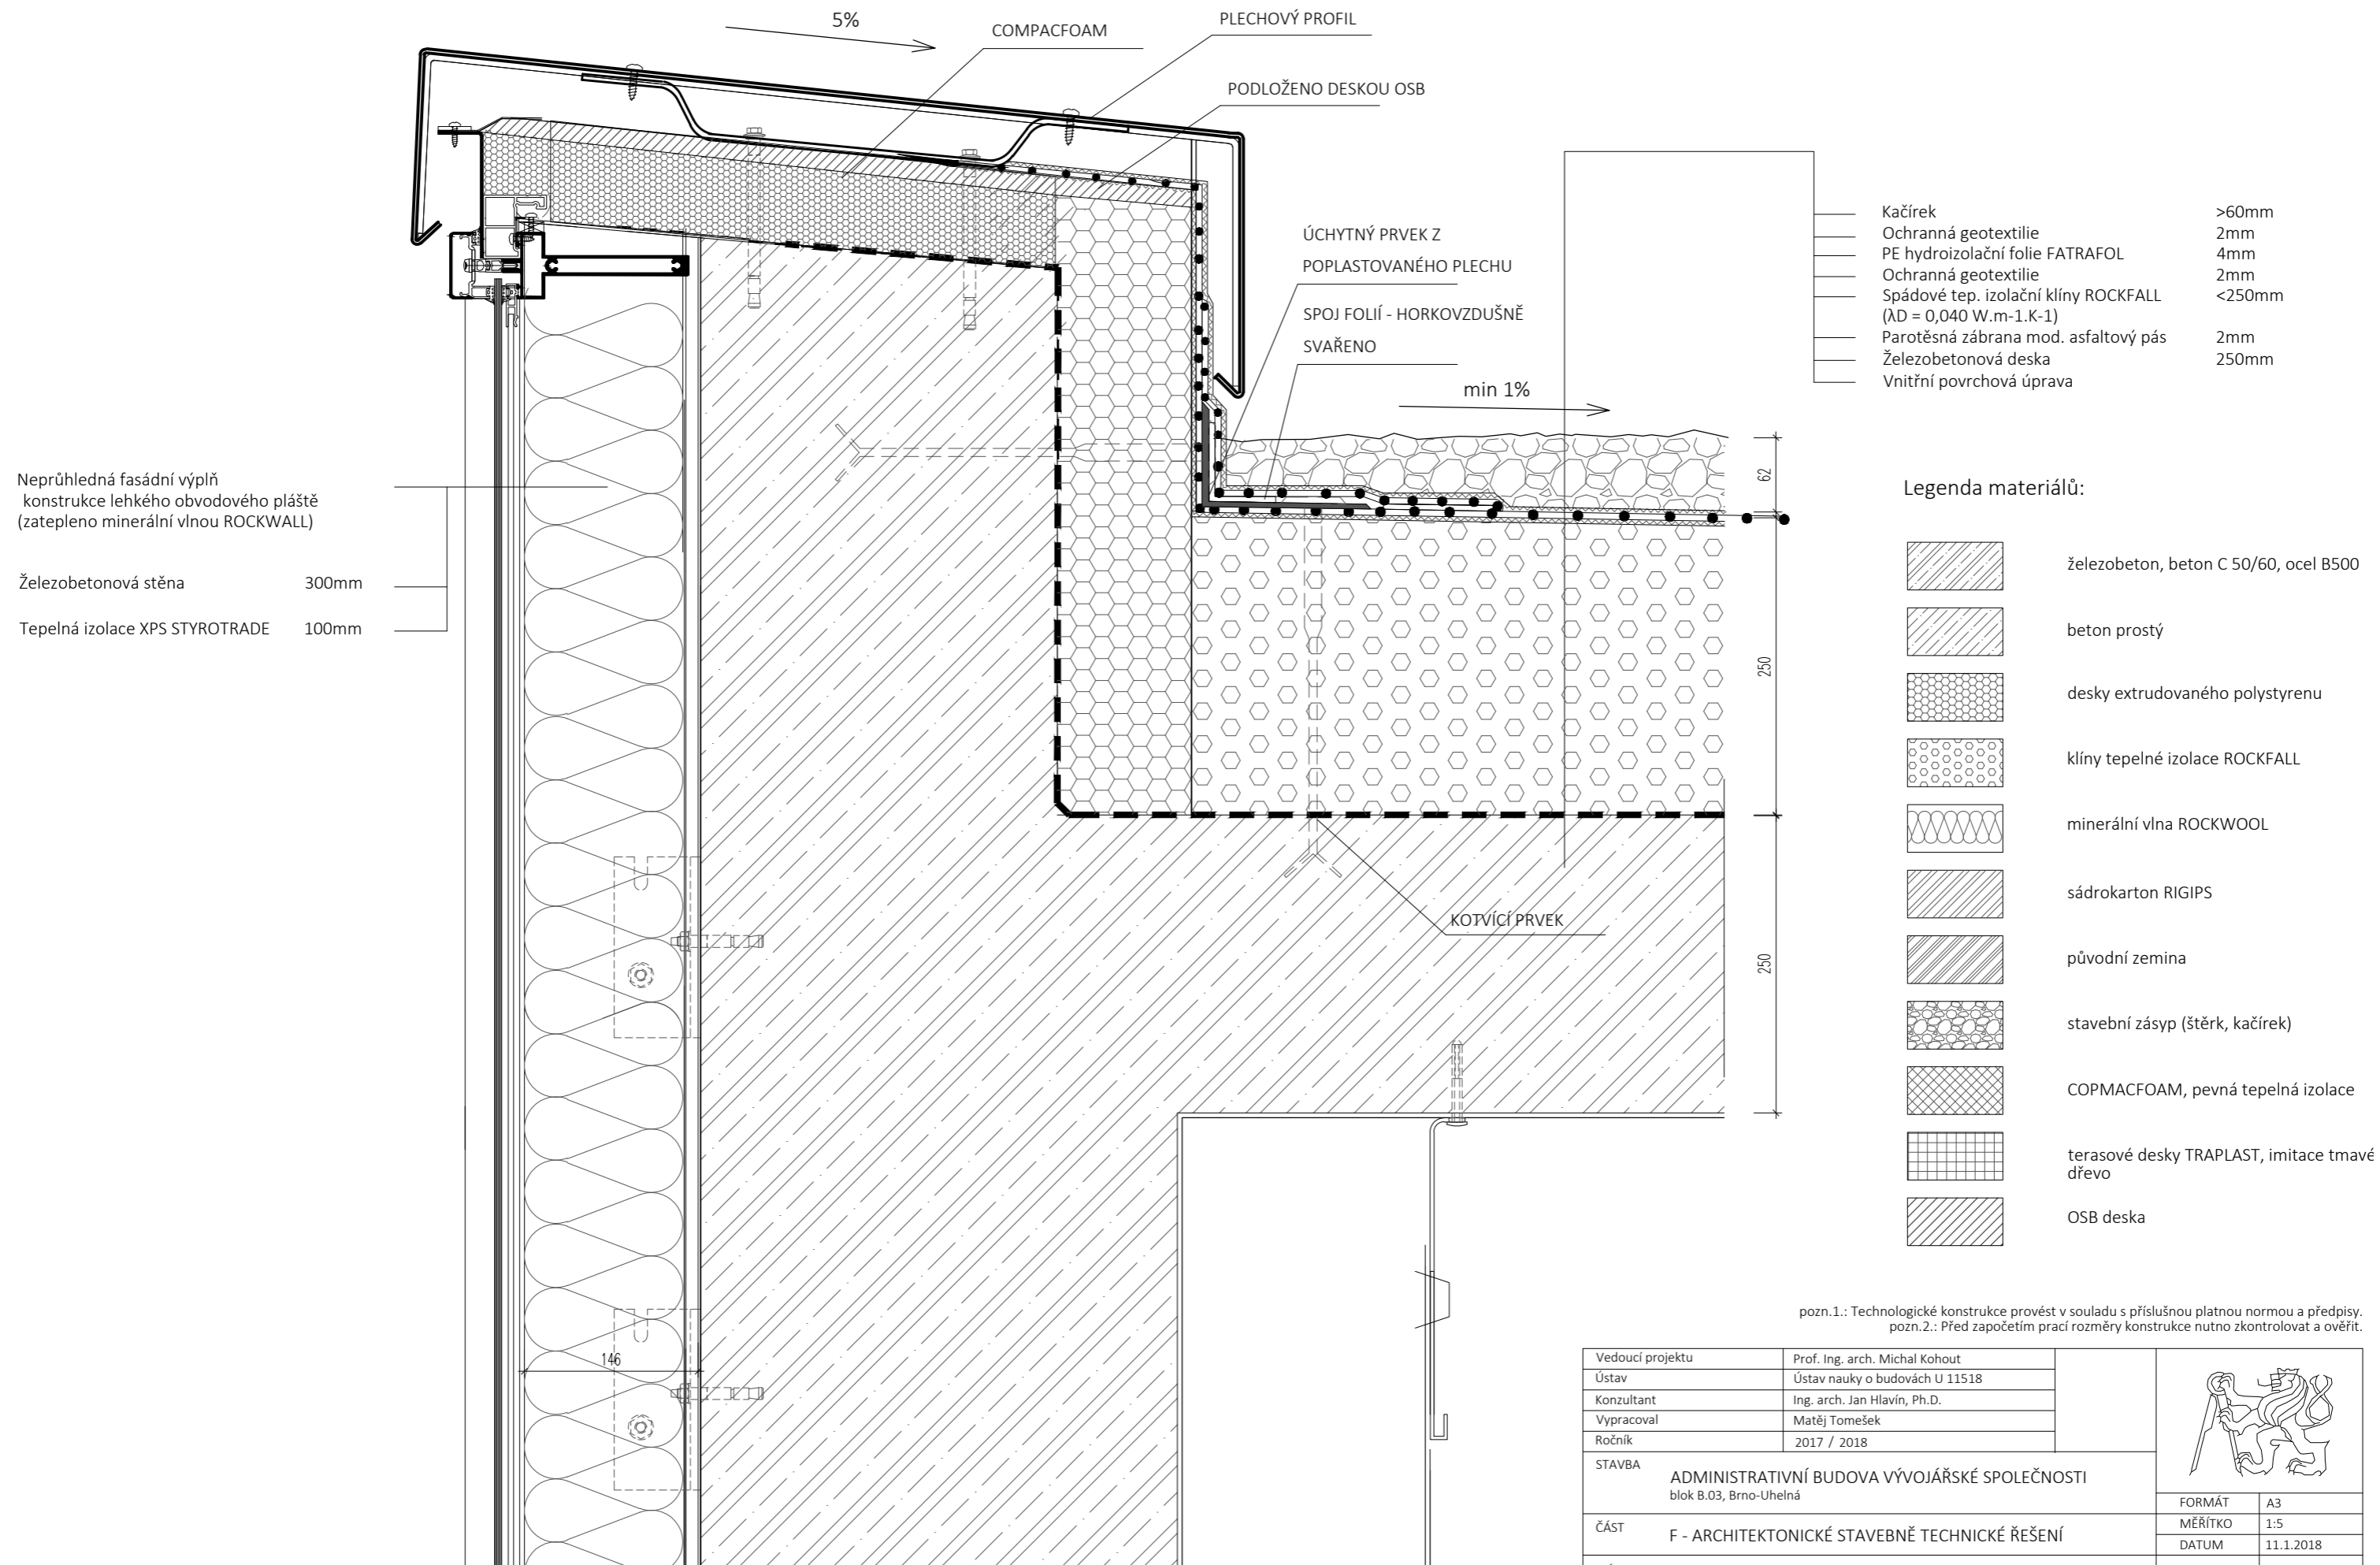 5%
COMPACFOAM
PLECHOVÝ PROFIL
PODLOŽENO DESKOU OSB
ÚCHYTNÝ PRVEK Z
POPLASTOVANÉHO PLECHU
SPOJ FOLIÍ - HORKOVZDUŠNĚ
SVAŘENO
min 1%
Kačírek >60mm
Ochranná geotextilie 2mm
PE hydroizolační folie FATRAFOL 4mm
Ochranná geotextilie 2mm
Spádové tep. izolační klíny ROCKFALL <250mm
(λD = 0,040 W.m-1.K-1)
Parotěsná zábrana mod. asfaltový pás 2mm
Železobetonová deska 250mm
Vnitřní povrchová úprava
Neprůhledná fasádní výplň
konstrukce lehkého obvodového pláště
(zatepleno minerální vlnou ROCKWALL)
Železobetonová stěna 300mm
Tepelná izolace XPS STYROTRADE 100mm
62
250
250
KOTVÍCÍ PRVEK
146
Legenda materiálů:
železobeton, beton C 50/60, ocel B500
beton prostý
desky extrudovaného polystyrenu
klíny tepelné izolace ROCKFALL
minerální vlna ROCKWOOL
sádrokarton RIGIPS
původní zemina
stavební zásyp (štěrk, kačírek)
COPMACFOAM, pevná tepelná izolace
terasové desky TRAPLAST, imitace tmavé
dřevo
OSB deska
pozn.1.: Technologické konstrukce provést v souladu s příslušnou platnou normou a předpisy.
pozn.2.: Před započetím prací rozměry konstrukce nutno zkontrolovat a ověřit.
Vedoucí projektu Prof. Ing. arch. Michal Kohout
Ústav Ústav nauky o budovách U 11518
Konzultant Ing. arch. Jan Hlavín, Ph.D.
Vypracoval Matěj Tomešek
Ročník 2017 / 2018
STAVBA ADMINISTRATIVNÍ BUDOVA VÝVOJÁŘSKÉ SPOLEČNOSTI
blok B.03, Brno-Uhelná
ČÁST F - ARCHITEKTONICKÉ STAVEBNĚ TECHNICKÉ ŘEŠENÍ
FORMÁT A3
MĚŘÍTKO 1:5
DATUM 11.1.2018